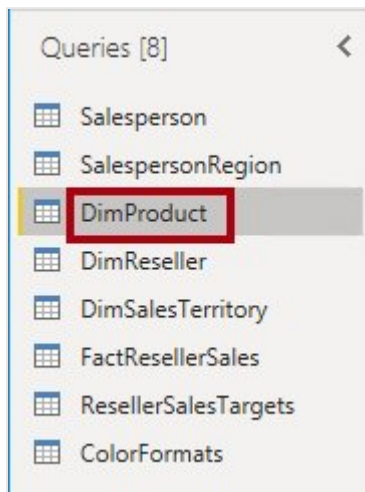 Queries [8]
Salesperson
SalespersonRegion
DimProduct
DimReseller
DimSalesTerritory
FactResellerSales
ResellerSalesTargets
ColorFormats